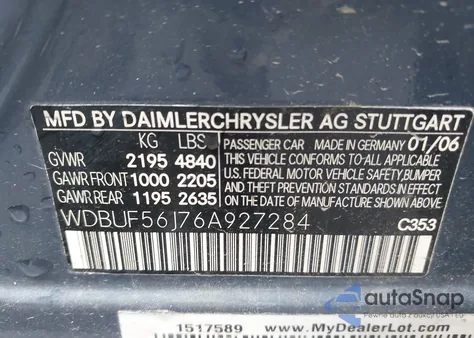 MFD BY DAIMLERCHRYSLER AG STUTTGART
KG LBS PASSENGER CAR MADE IN GERMANY 01/06
GVWR 2195 4840 THIS VEHICLE CONFORMS TO ALL APPLICABLE
GAWR FRONT 1000 2205 U.S. FEDERAL MOTOR VEHICLE SAFETY,
GAWR REAR 1195 2635 BUMPER, AND THEFT PREVENTION STANDARDS
IN EFFECT ON THE DATE OF MANUFACTURE SHOWN ABOVE.
WDBUF56J76A927284 C353
autoSnap
1517589 www.MyDealerLot.com